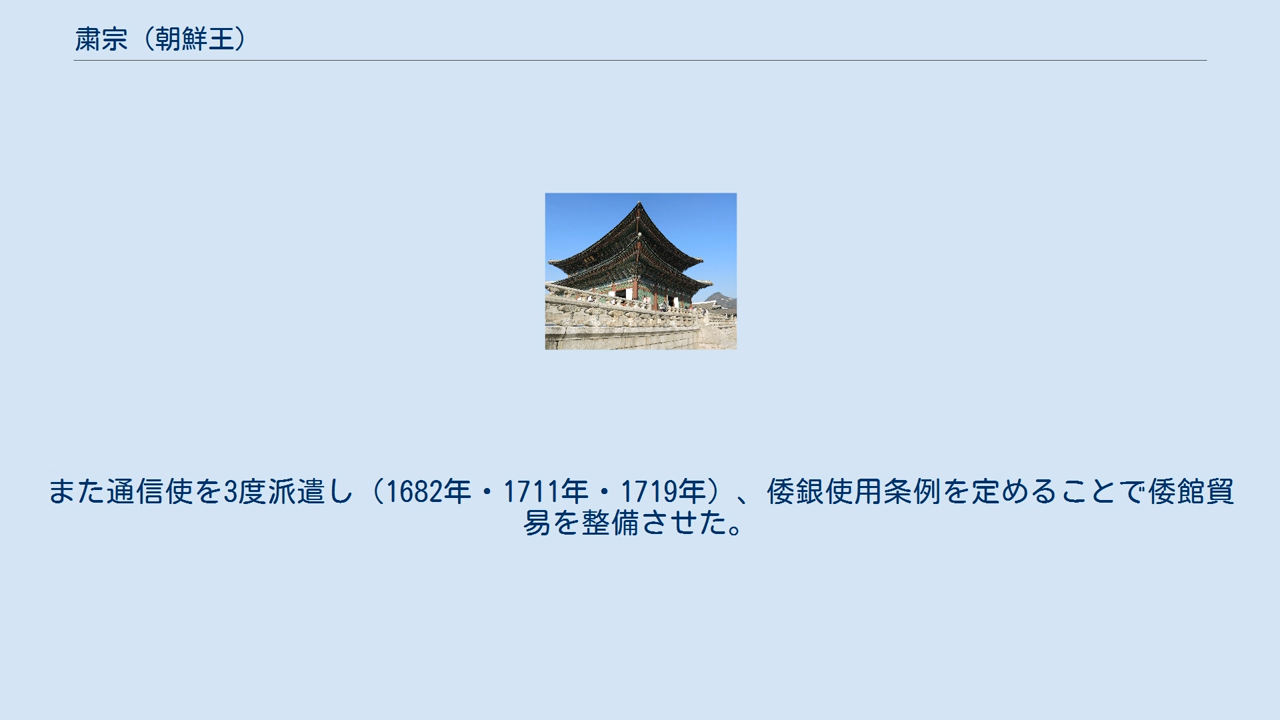 粛宗（朝鮮王）
また通信使を3度派遣し（1682年・1711年・1719年）、倭銀使用条例を定めることで倭館貿
易を整備させた。